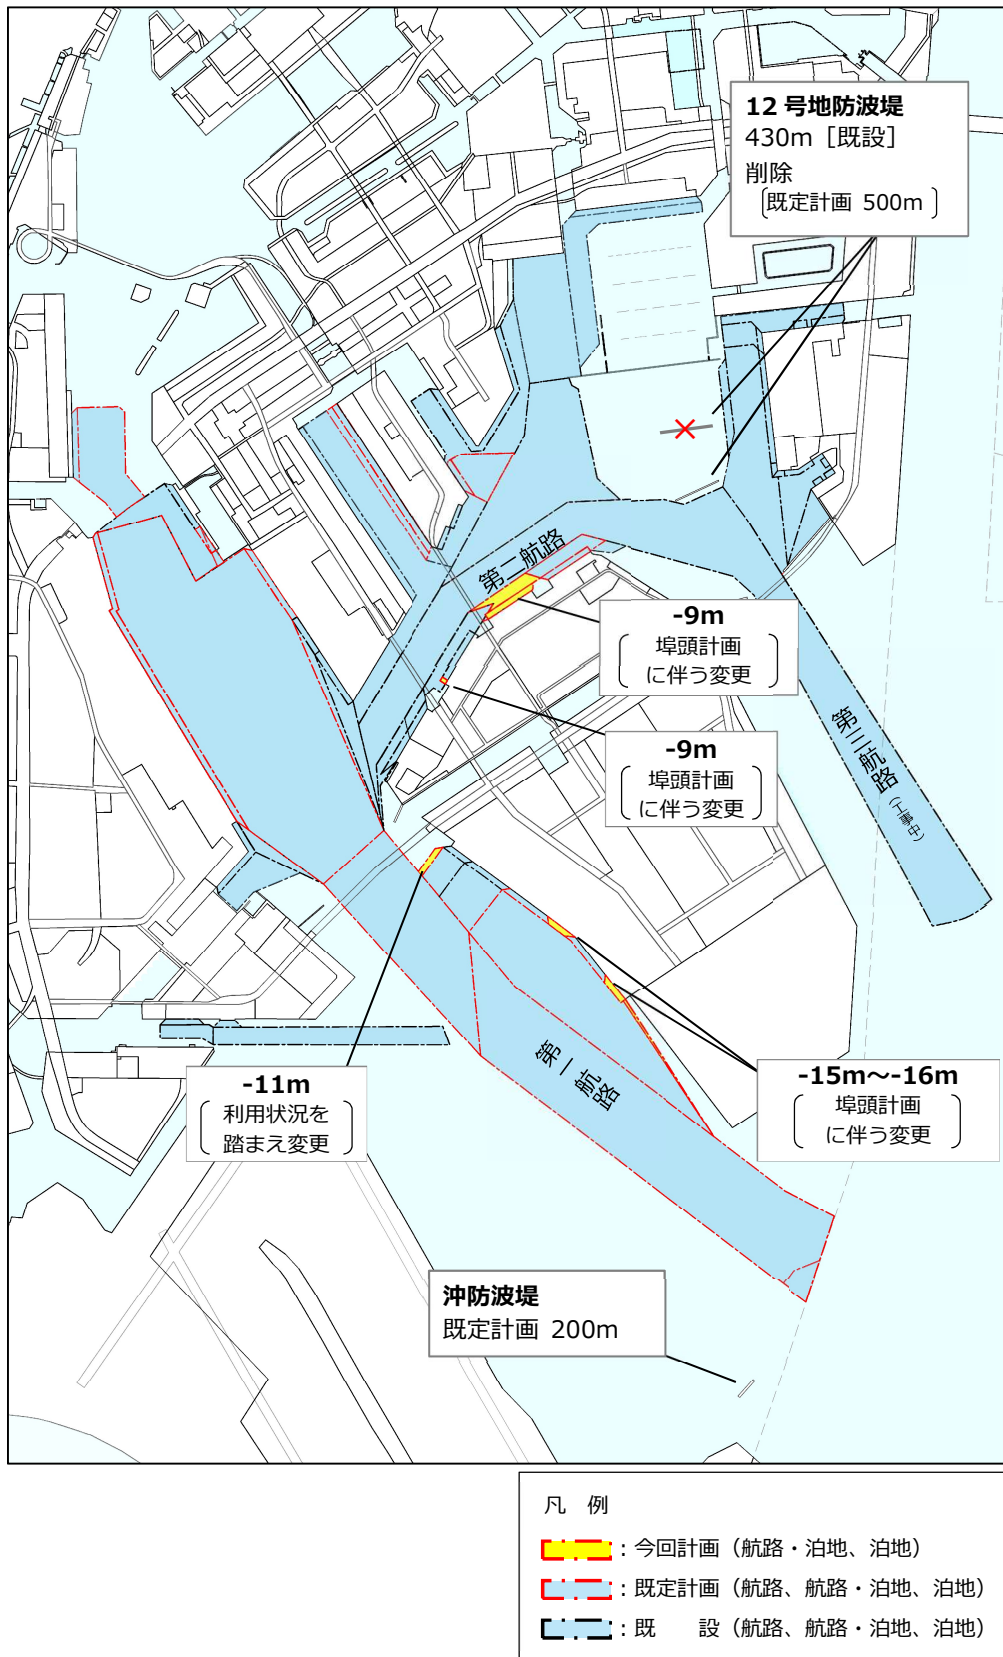 12 号地防波堤
430m [既設]
削除
〔既定計画 500m〕
第二航路
-9m
〔埠頭計画
に伴う変更〕
-9m
〔埠頭計画
に伴う変更〕
第三航路
(工事中)
第一航路
-11m
〔利用状況を
踏まえ変更〕
-15m～-16m
〔埠頭計画
に伴う変更〕
沖防波堤
既定計画 200m
凡 例
：今回計画（航路・泊地、泊地）
：既定計画（航路、航路・泊地、泊地）
：既　　設（航路、航路・泊地、泊地）